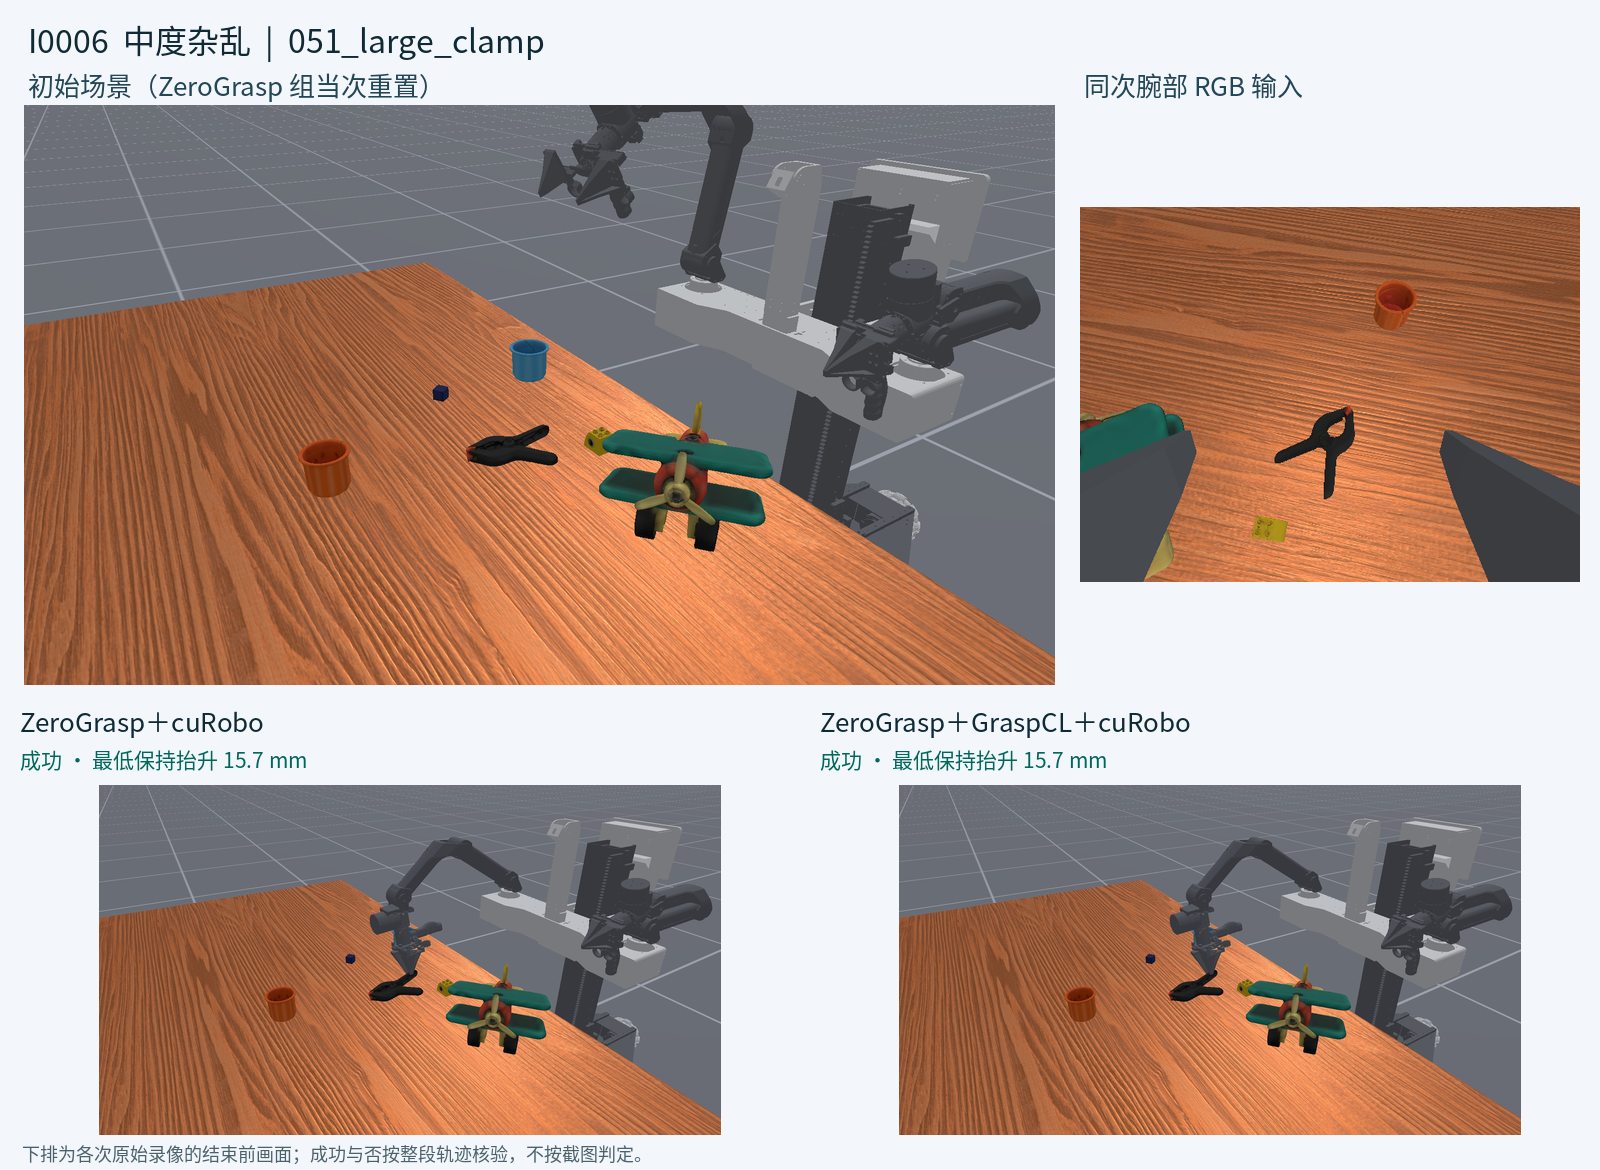 I0006 中度杂乱 | 051_large_clamp
初始场景（ZeroGrasp 组当次重置）
同次腕部 RGB 输入
ZeroGrasp＋cuRobo
成功 · 最低保持抬升 15.7 mm
ZeroGrasp＋GraspCL＋cuRobo
成功 · 最低保持抬升 15.7 mm
下排为各次原始录像的结束前画面；成功与否按整段轨迹核验，不按截图判定。